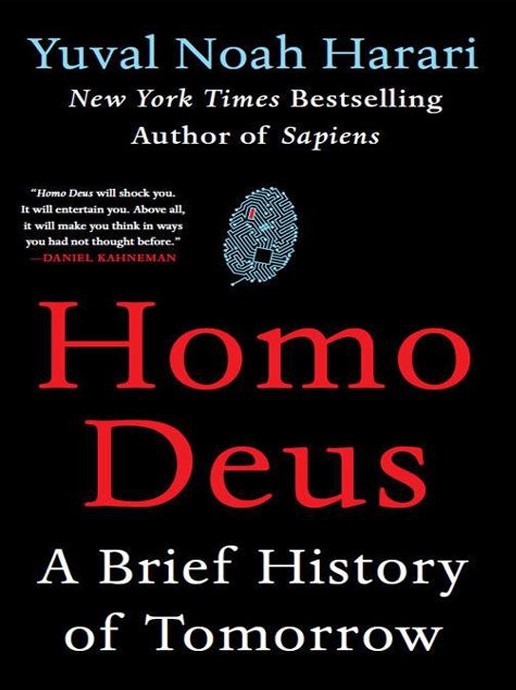 Yuval Noah Harari
New York Times Bestselling
Author of Sapiens
“Homo Deus will shock you.
It will entertain you. Above all,
it will make you think in ways
you had not thought before.”
—DANIEL KAHNEMAN
Homo
Deus
A Brief History
of Tomorrow